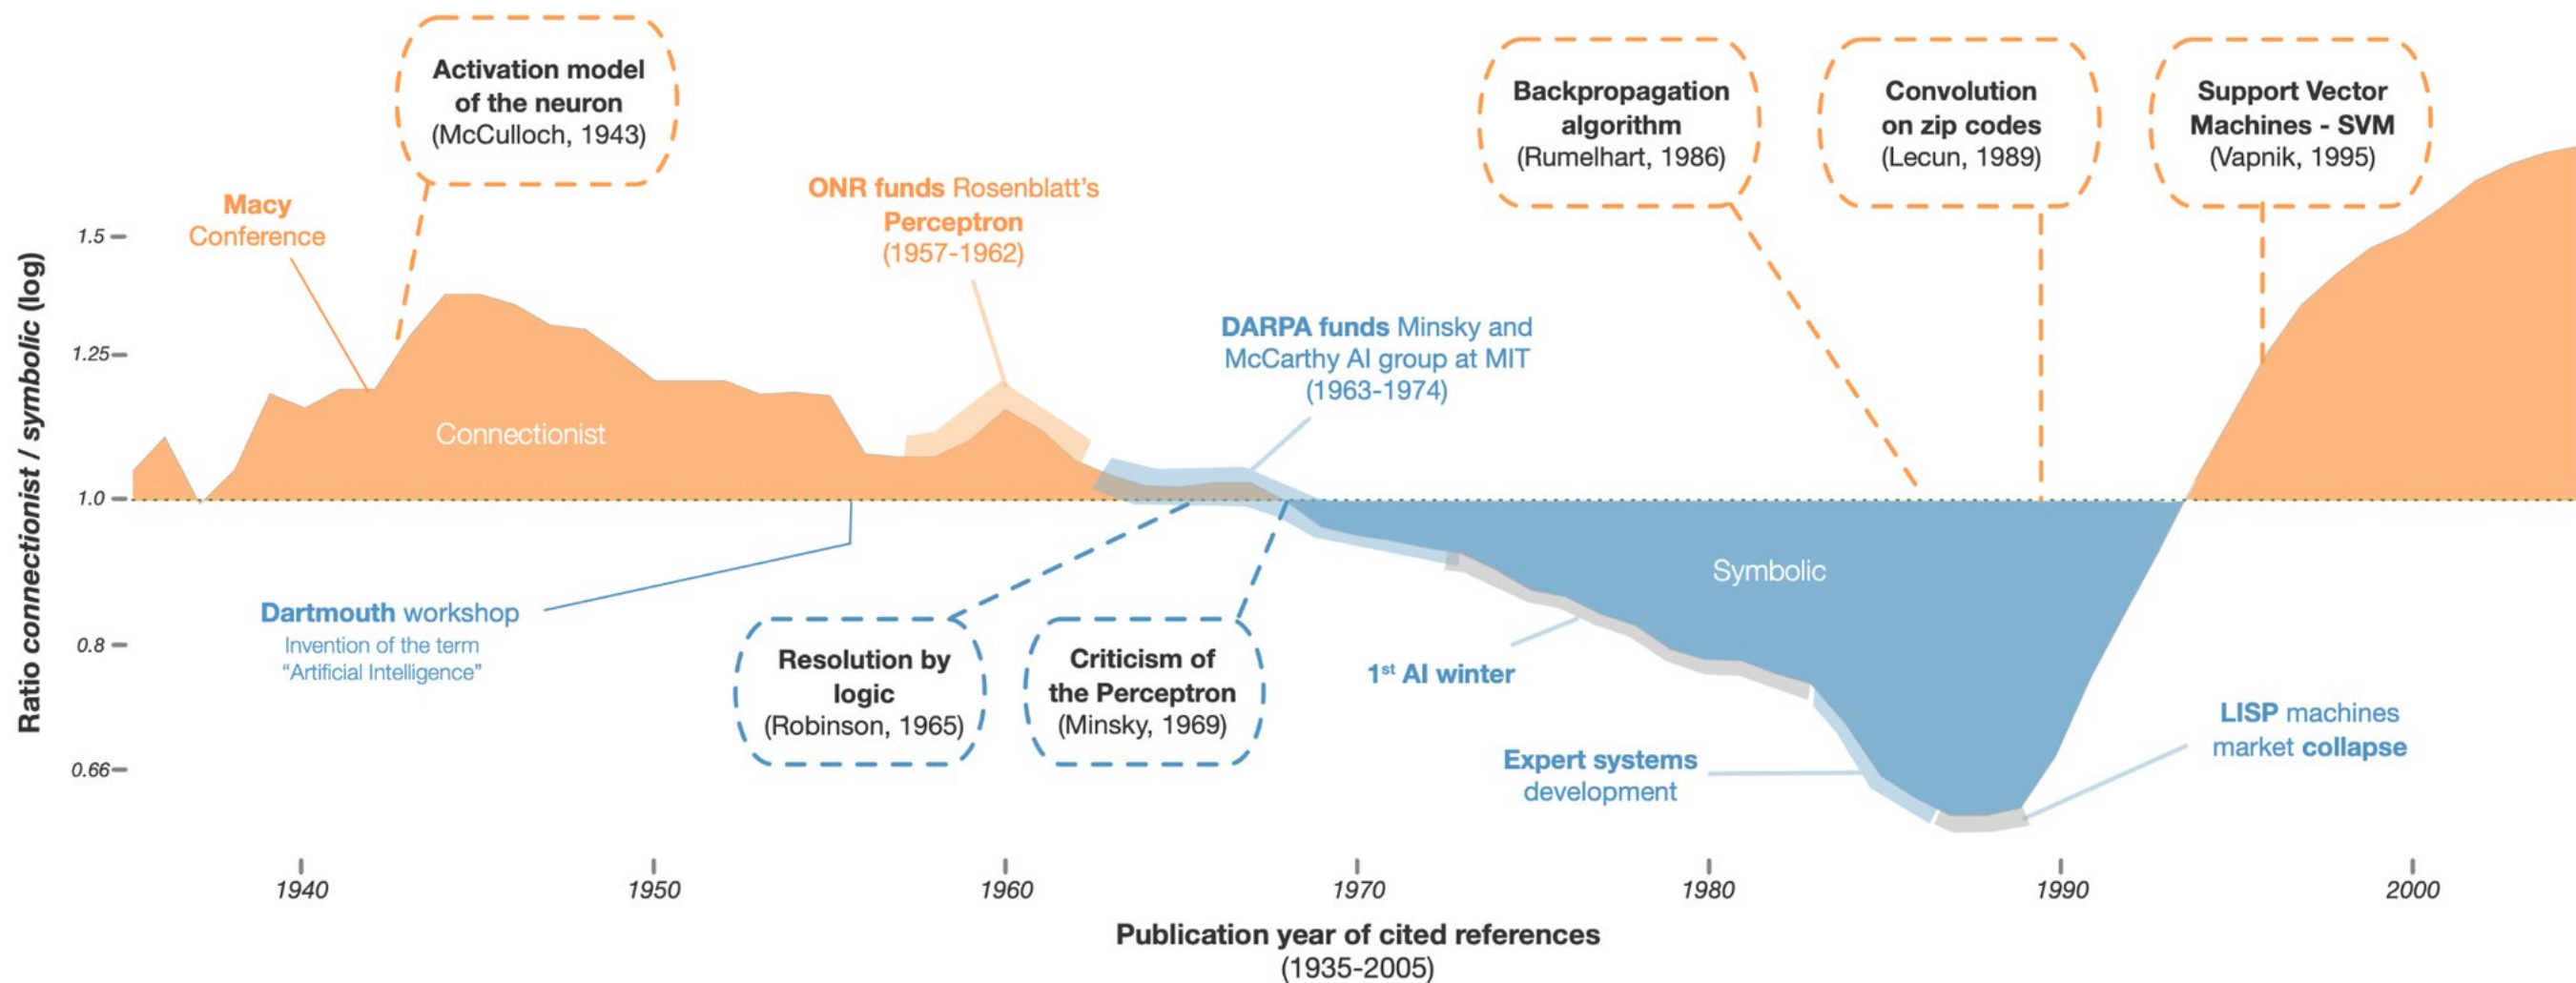 Activation model
of the neuron
(McCulloch, 1943)
Backpropagation
algorithm
(Rumelhart, 1986)
Convolution
on zip codes
(Lecun, 1989)
Support Vector
Machines - SVM
(Vapnik, 1995)
Macy
Conference
ONR funds Rosenblatt's
Perceptron
(1957-1962)
DARPA funds Minsky and
McCarthy AI group at MIT
(1963-1974)
Ratio connectionist / symbolic (log)
1.5
1.25
1.0
0.8
0.66
Connectionist
Symbolic
Dartmouth workshop
Invention of the term
“Artificial Intelligence”
Resolution by
logic
(Robinson, 1965)
Criticism of
the Perceptron
(Minsky, 1969)
1st AI winter
Expert systems
development
LISP machines
market collapse
1940
1950
1960
1970
1980
1990
2000
Publication year of cited references
(1935-2005)